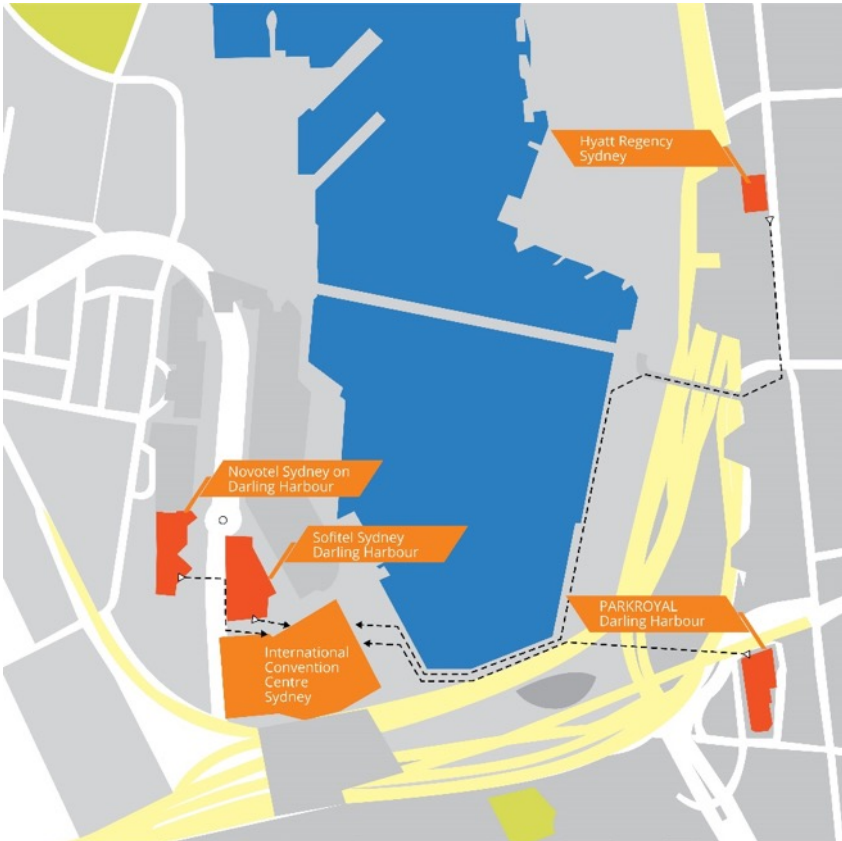 Hyatt Regency
Sydney
Novotel Sydney on
Darling Harbour
Sofitel Sydney
Darling Harbour
PARKROYAL
Darling Harbour
International
Convention
Centre
Sydney